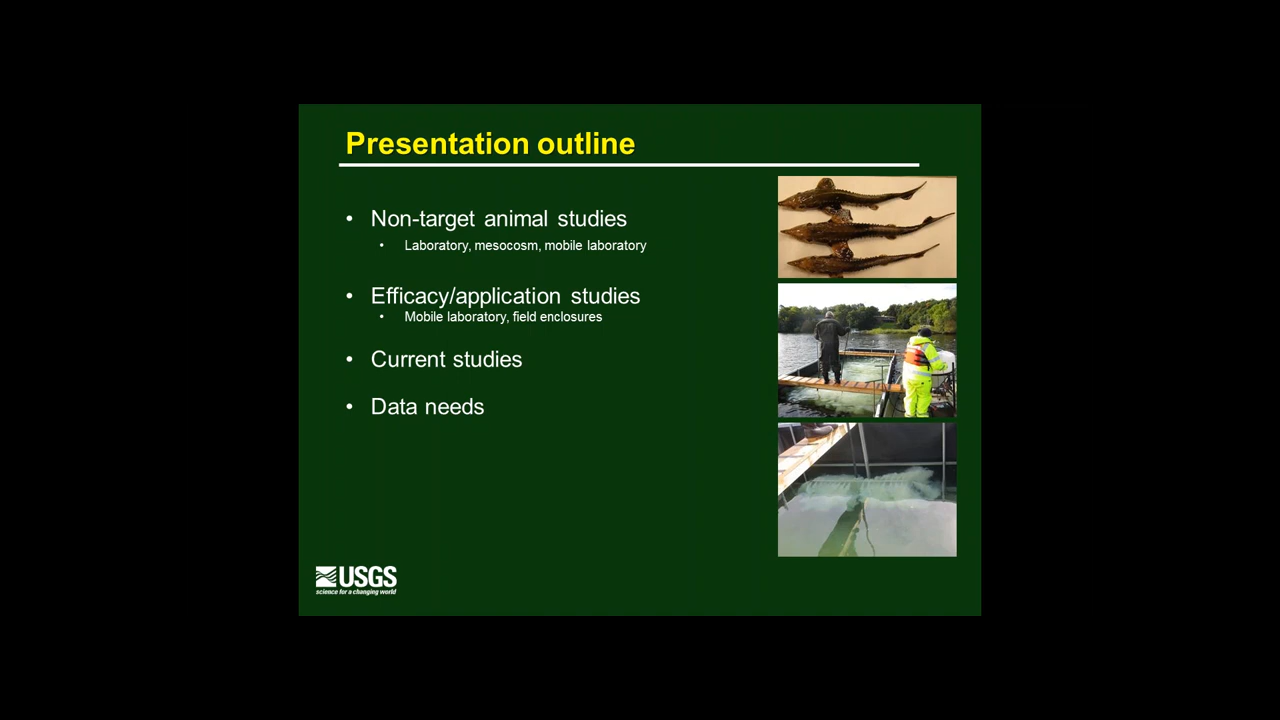 Presentation outline
• Non-target animal studies
• Laboratory, mesocosm, mobile laboratory
• Efficacy/application studies
• Mobile laboratory, field enclosures
• Current studies
• Data needs
USGS
science for a changing world